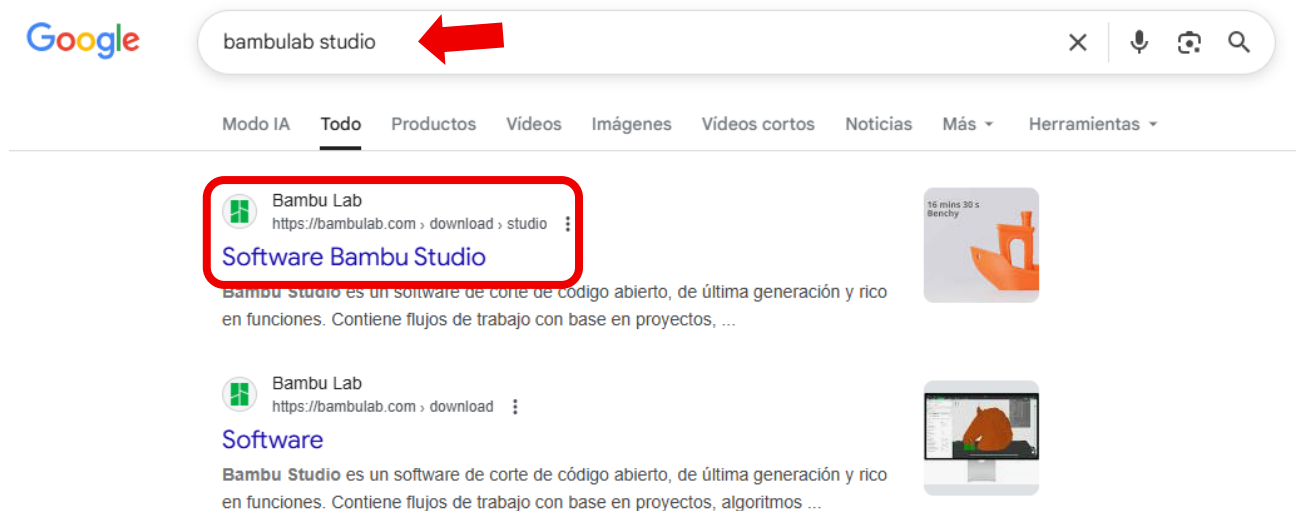 Google
bambulab studio
Modo IA Todo Productos Vídeos Imágenes Vídeos cortos Noticias Más Herramientas
Bambu Lab
https://bambulab.com › download › studio
Software Bambu Studio
Bambu Studio es un software de corte de código abierto, de última generación y rico
en funciones. Contiene flujos de trabajo con base en proyectos, ...
16 mins 30 s
Benchy
Bambu Lab
https://bambulab.com › download
Software
Bambu Studio es un software de corte de código abierto, de última generación y rico
en funciones. Contiene flujos de trabajo con base en proyectos, algoritmos ...